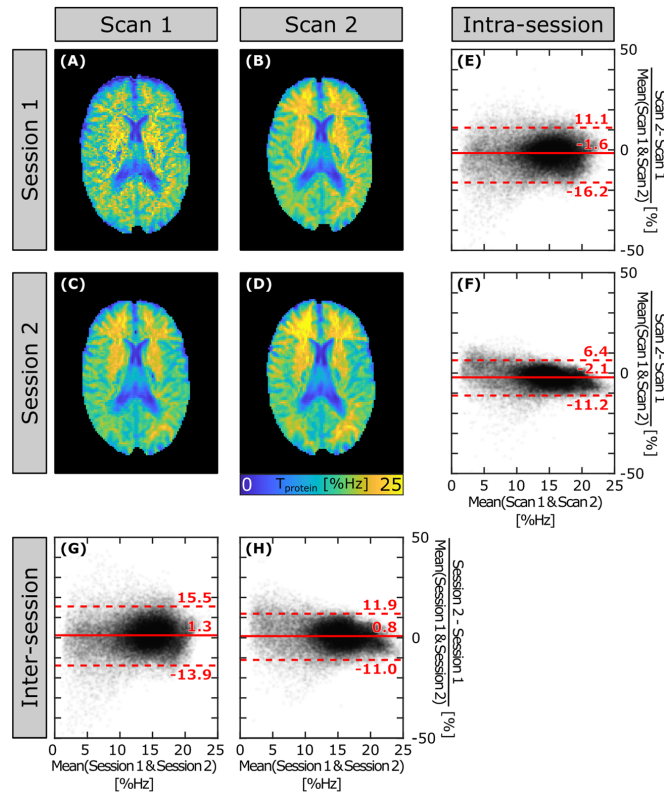 Scan 1
Scan 2
Intra-session
Session 1
(A)
(B)
(E)
50
11.1
-1.6
-16.2
0
-50
Scan 2- Scan 1
Mean(Scan 1 & Scan 2)
[%]
Session 2
(C)
(D)
(F)
50
6.4
-2.1
-11.2
0
-50
Scan 2- Scan 1
Mean(Scan 1 & Scan 2)
[%]
0 Tprotein [%Hz] 25
0 5 10 15 20 25
Mean(Scan 1 & Scan 2)
[%Hz]
Inter-session
(G)
15.5
1.3
-13.9
(H)
11.9
0.8
-11.0
50
0
-50
Session 2 - Session 1
Mean(Session 1 & Session 2)
[%]
0 5 10 15 20 25
0 5 10 15 20 25
Mean(Session 1 & Session 2)
[%Hz]
Mean(Session 1 & Session 2)
[%Hz]